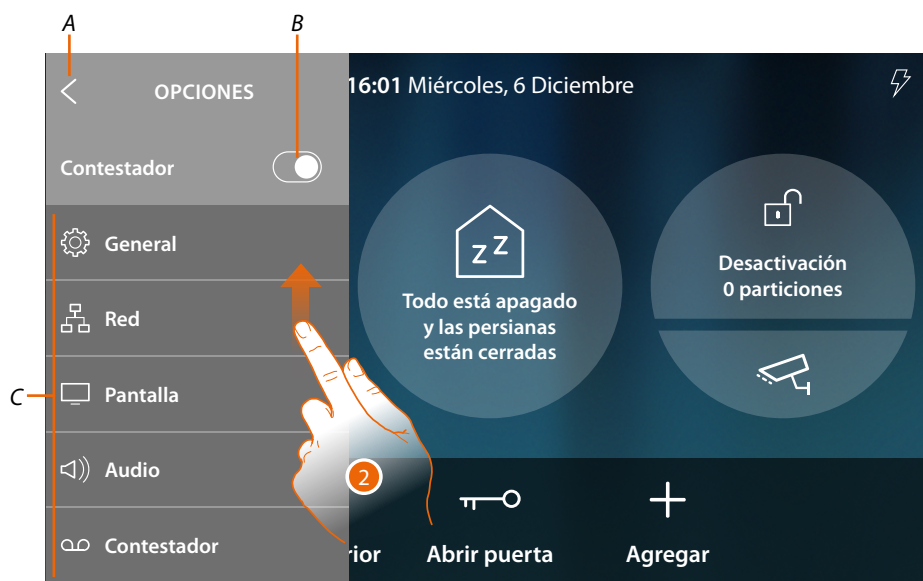 A
B
OPCIONES
Contestador
General
Red
Pantalla
Audio
Contestador
C
2
16:01 Miércoles, 6 Diciembre
z Z
Todo está apagado
y las persianas
están cerradas
Desactivación
0 particiones
rior
Abrir puerta
Agregar